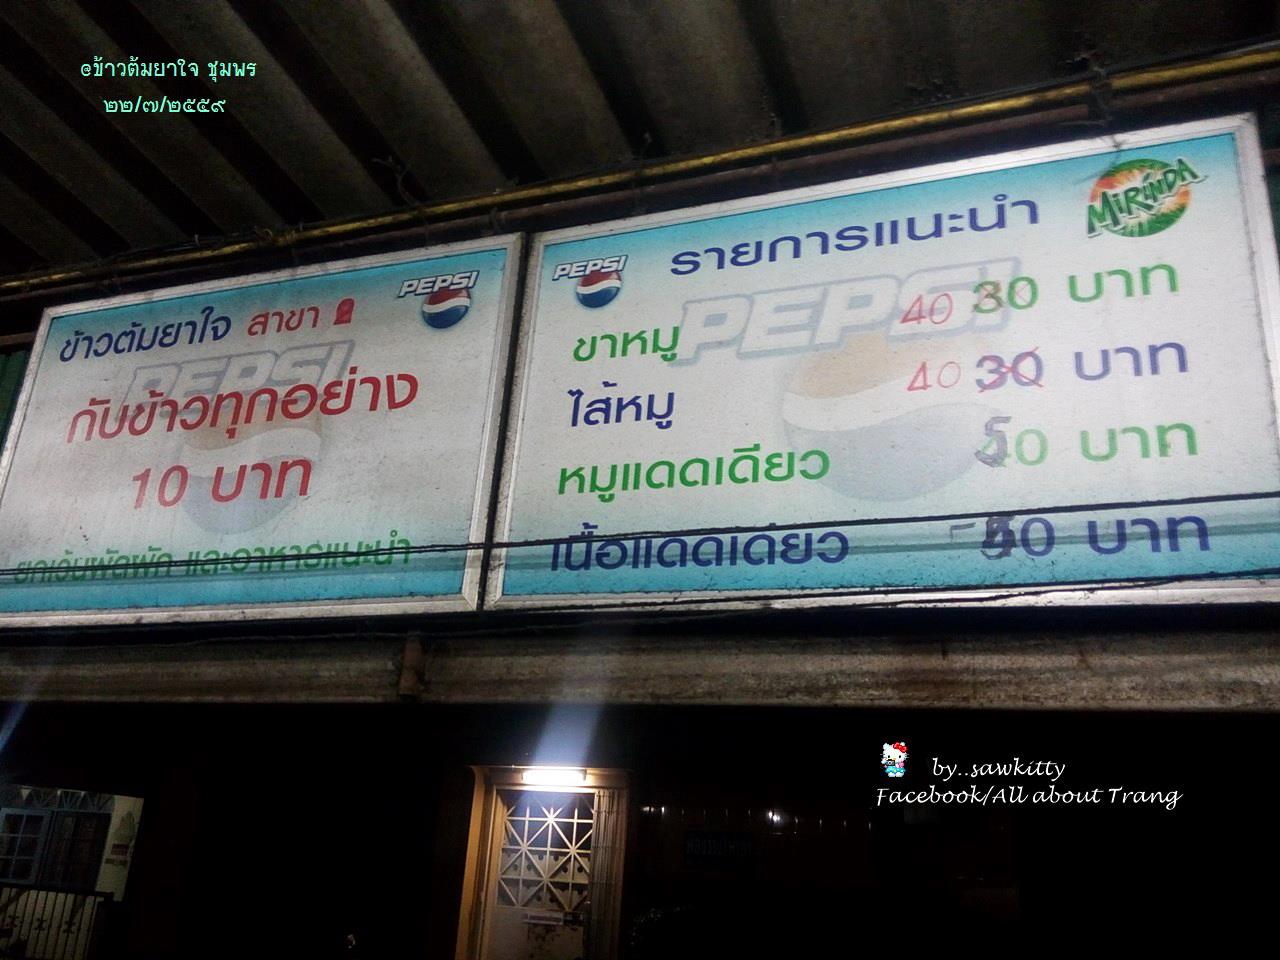 @ข้าวต้มยาใจ ชุมพร
๒๒/๗/๒๕๕๙
PEPSI
ข้าวต้มยาใจ สาขา 2
PEPSI
กับข้าวทุกอย่าง
10 บาท
ยกเว้นผัดผัก และอาหารแนะนำ
PEPSI
รายการแนะนำ
MIRINDA
PEPSI
ขาหมู 40 30 บาท
ไส้หมู 40 30 บาท
หมูแดดเดียว 50 บาท
เนื้อแดดเดียว 50 บาท
by..sawkitty
Facebook/All about Trang